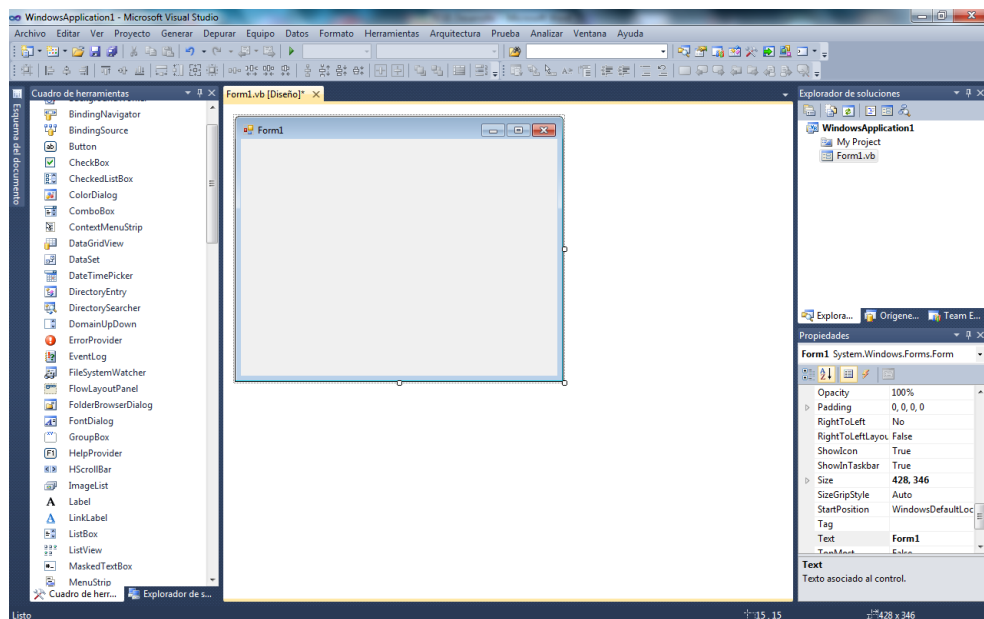 WindowsApplication1 - Microsoft Visual Studio
Archivo Editar Ver Proyecto Generar Depurar Equipo Datos Formato Herramientas Arquitectura Prueba Analizar Ventana Ayuda
Esquema del documento
Cuadro de herramientas
BindingNavigator
BindingSource
Button
CheckBox
CheckedListBox
ColorDialog
ComboBox
ContextMenuStrip
DataGridView
DataSet
DateTimePicker
DirectoryEntry
DirectorySearcher
DomainUpDown
ErrorProvider
EventLog
FileSystemWatcher
FlowLayoutPanel
FolderBrowserDialog
FontDialog
GroupBox
HelpProvider
HScrollBar
ImageList
Label
LinkLabel
ListBox
ListView
MaskedTextBox
MenuStrip
Cuadro de herr... Explorador de s...
Form1.vb [Diseño]*
Form1
Explorador de soluciones
WindowsApplication1
My Project
Form1.vb
Explora... Orígene... Team E...
Propiedades
Form1 System.Windows.Forms.Form
Opacity 100%
Padding 0, 0, 0, 0
RightToLeft No
RightToLeftLayou False
ShowIcon True
ShowInTaskbar True
Size 428, 346
SizeGripStyle Auto
StartPosition WindowsDefaultLoc
Tag
Text Form1
TopMost False
Text
Texto asociado al control.
Listo 15 , 15 428 x 346